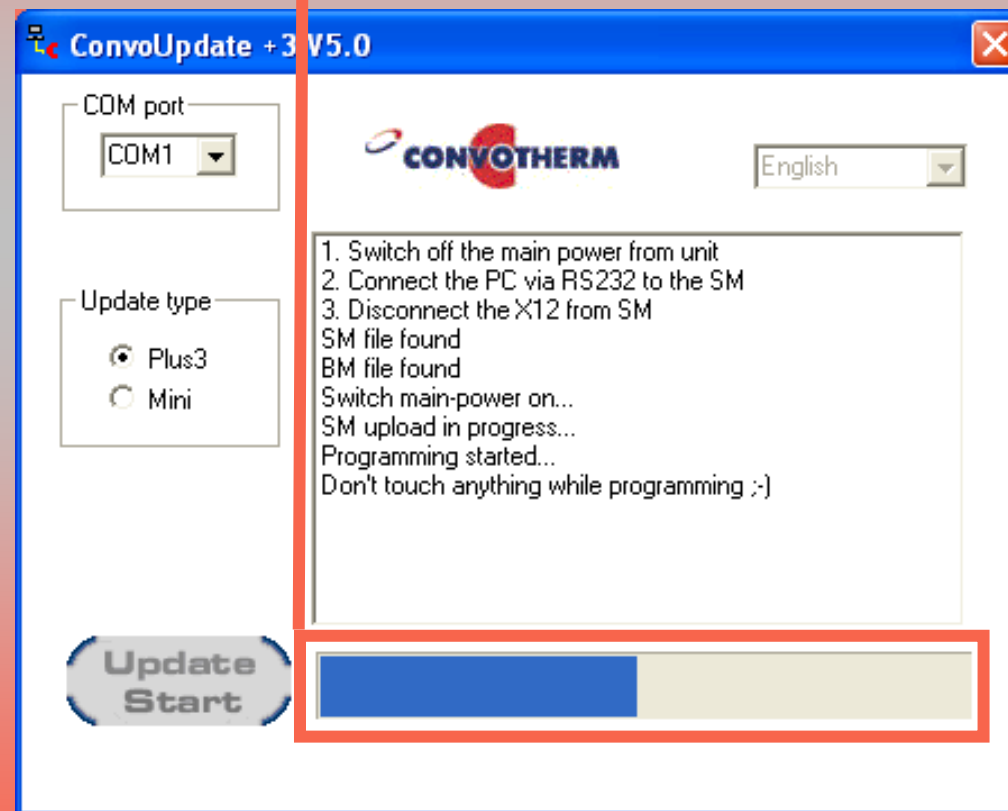 ConvoUpdate +3 V5.0
COM port
COM1
CONVOTHERM
English
1. Switch off the main power from unit
2. Connect the PC via RS232 to the SM
3. Disconnect the X12 from SM
SM file found
BM file found
Switch main-power on...
SM upload in progress...
Programming started...
Don't touch anything while programming ;-)
Update type
Plus3
Mini
Update
Start